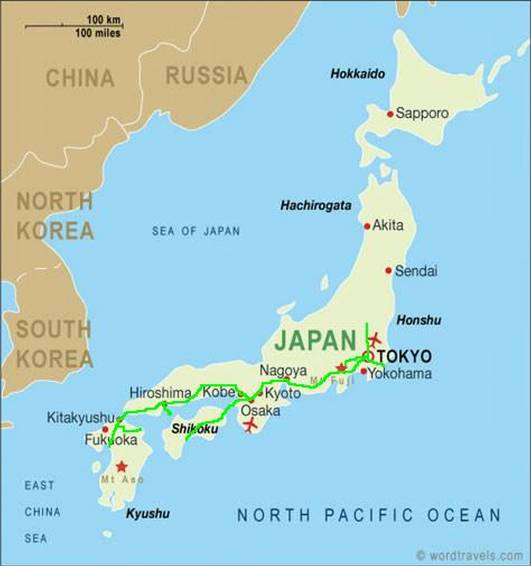 100 km
100 miles
CHINA
RUSSIA
Hokkaido
Sapporo
NORTH
KOREA
SEA OF JAPAN
Hachirogata
Akita
Sendai
SOUTH
KOREA
Honshu
JAPAN
TOKYO
Nagoya
Mt Fuji
Yokohama
Hiroshima
Kobe
Kyoto
Osaka
Kitakyushu
Fukuoka
Shikoku
Mt Aso
EAST
CHINA
SEA
Kyushu
NORTH PACIFIC OCEAN
© wordtravels.com